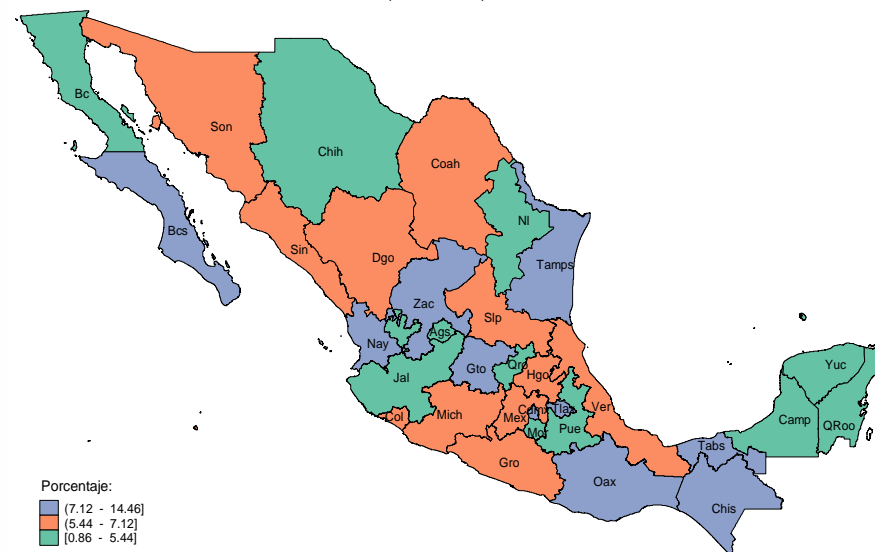 Bc
Son
Chih
Coah
Nl
Bcs
Sin
Dgo
Tamps
Zac
Slp
Nay
Ags
Gto
Qro
Hgo
Jal
Col
Mich
Mex
Cdmx
Tlax
Ver
Mor
Pue
Gro
Oax
Tabs
Chis
Camp
Yuc
QRoo
Porcentaje:
(7.12 - 14.46]
(5.44 - 7.12]
[0.86 - 5.44]